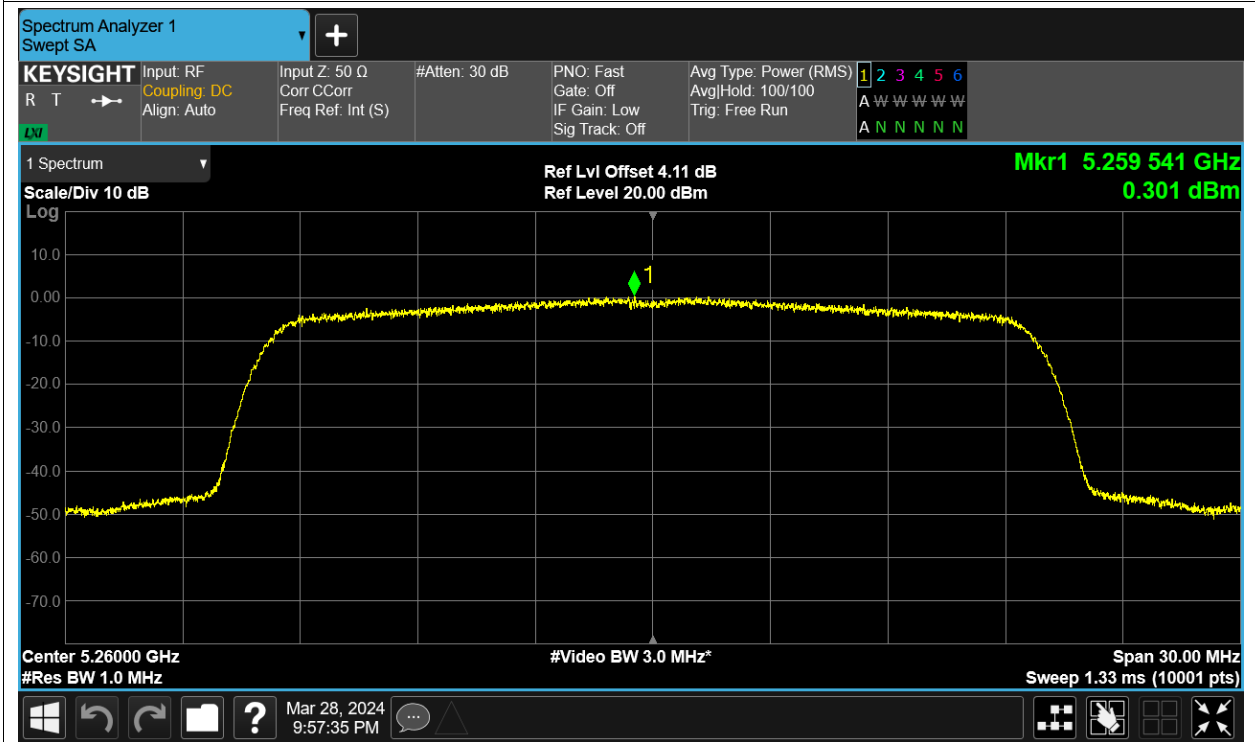 Spectrum Analyzer 1
Swept SA
KEYSIGHT
R T
LXI
Input: RF
Coupling: DC
Align: Auto
Input Z: 50 Ω
Corr CCorr
Freq Ref: Int (S)
#Atten: 30 dB
PNO: Fast
Gate: Off
IF Gain: Low
Sig Track: Off
Avg Type: Power (RMS)
Avg|Hold: 100/100
Trig: Free Run
1 2 3 4 5 6
A W W W W W
A N N N N N
1 Spectrum
Scale/Div 10 dB
Log
Ref Lvl Offset 4.11 dB
Ref Level 20.00 dBm
Mkr1 5.259 541 GHz
0.301 dBm
10.0
0.00
-10.0
-20.0
-30.0
-40.0
-50.0
-60.0
-70.0
1
Center 5.26000 GHz
#Res BW 1.0 MHz
#Video BW 3.0 MHz*
Span 30.00 MHz
Sweep 1.33 ms (10001 pts)
?
Mar 28, 2024
9:57:35 PM